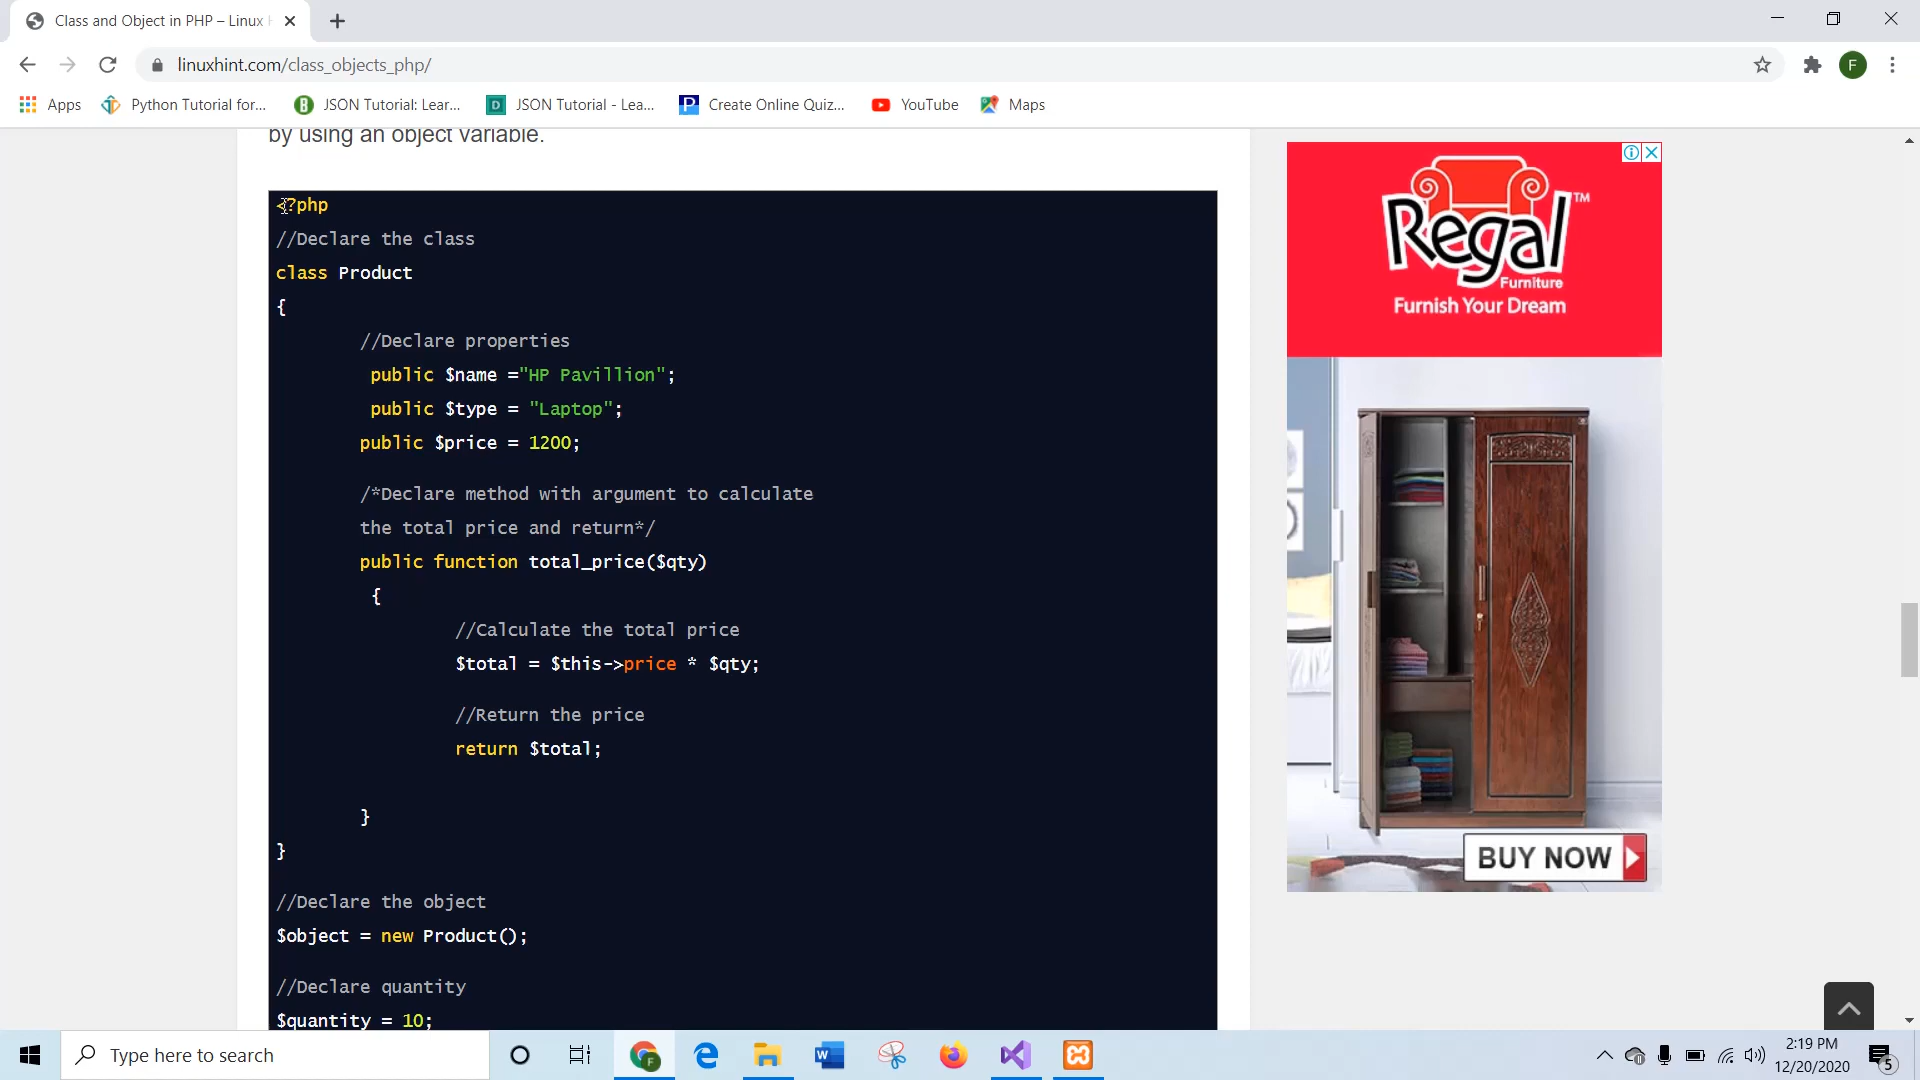 Class and Object in PHP – Linux
linuxhint.com/class_objects_php/
F
Apps
Python Tutorial for...
JSON Tutorial: Lear...
JSON Tutorial - Lea...
Create Online Quiz...
YouTube
Maps
by using an object variable.
<?php
//Declare the class
class Product
{
//Declare properties
public $name ="HP Pavillion";
public $type = "Laptop";
public $price = 1200;
/*Declare method with argument to calculate
the total price and return*/
public function total_price($qty)
{
//Calculate the total price
$total = $this->price * $qty;
//Return the price
return $total;
}
}
//Declare the object
$object = new Product();
//Declare quantity
$quantity = 10;
Regal™
Furniture
Furnish Your Dream
BUY NOW
Type here to search
2:19 PM
12/20/2020
5